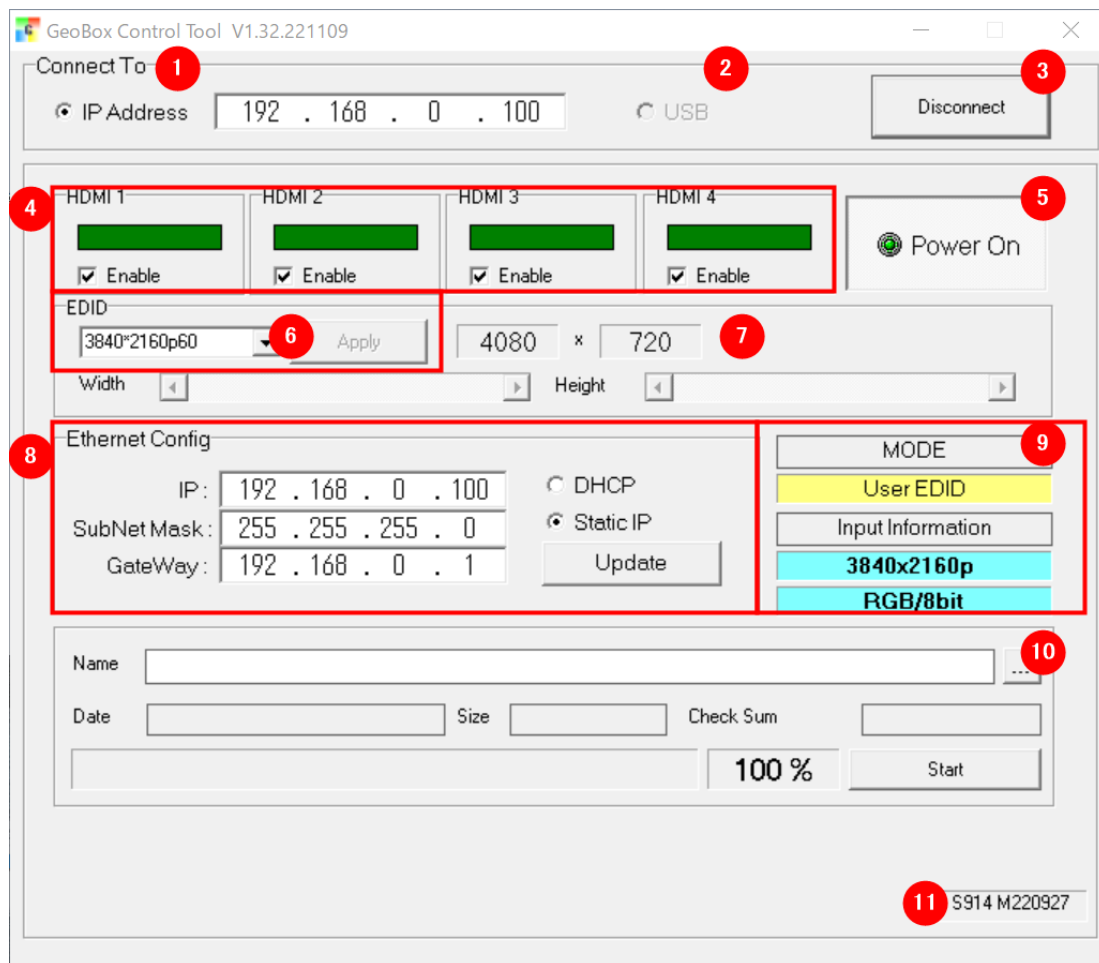 GeoBox Control Tool V1.32.221109
Connect To 1
2
3
IP Address 192 . 168 . 0 . 100 USB Disconnect
4
HDMI 1 HDMI 2 HDMI 3 HDMI 4
5
Enable Enable Enable Enable
Power On
EDID
3840*2160p60 6 Apply 4080 x 720 7
Width Height
8
Ethernet Config
IP : 192 . 168 . 0 . 100
SubNet Mask : 255 . 255 . 255 . 0
GateWay : 192 . 168 . 0 . 1
DHCP
Static IP
Update
9
MODE
User EDID
Input Information
3840x2160p
RGB/8bit
10
Name ...
Date Size Check Sum
100 % Start
11 S914 M220927